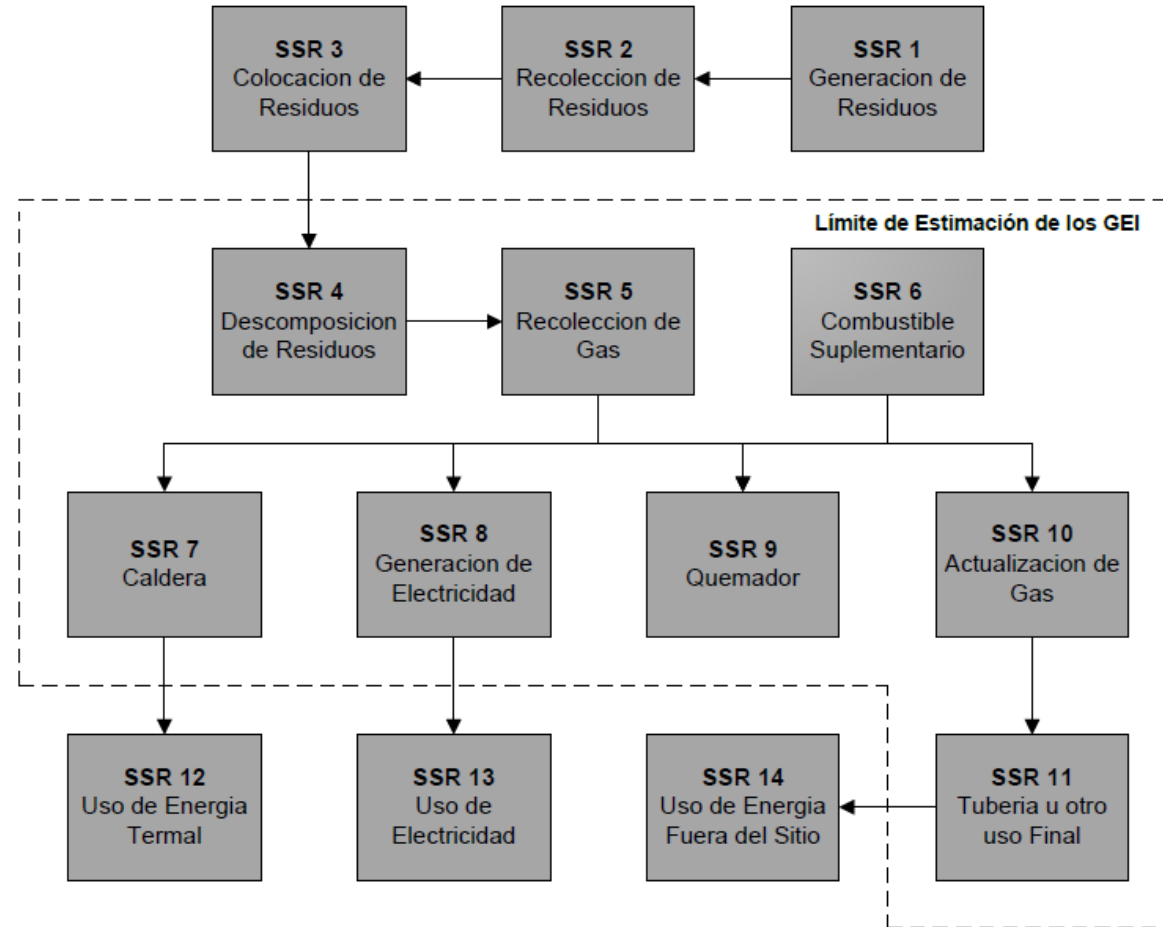 SSR 3
Colocacion de
Residuos
SSR 2
Recoleccion de
Residuos
SSR 1
Generacion de
Residuos
Límite de Estimación de los GEI
SSR 4
Descomposicion
de Residuos
SSR 5
Recoleccion de
Gas
SSR 6
Combustible
Suplementario
SSR 7
Caldera
SSR 8
Generacion de
Electricidad
SSR 9
Quemador
SSR 10
Actualizacion de
Gas
SSR 12
Uso de Energia
Termal
SSR 13
Uso de
Electricidad
SSR 14
Uso de Energia
Fuera del Sitio
SSR 11
Tuberia u otro
uso Final